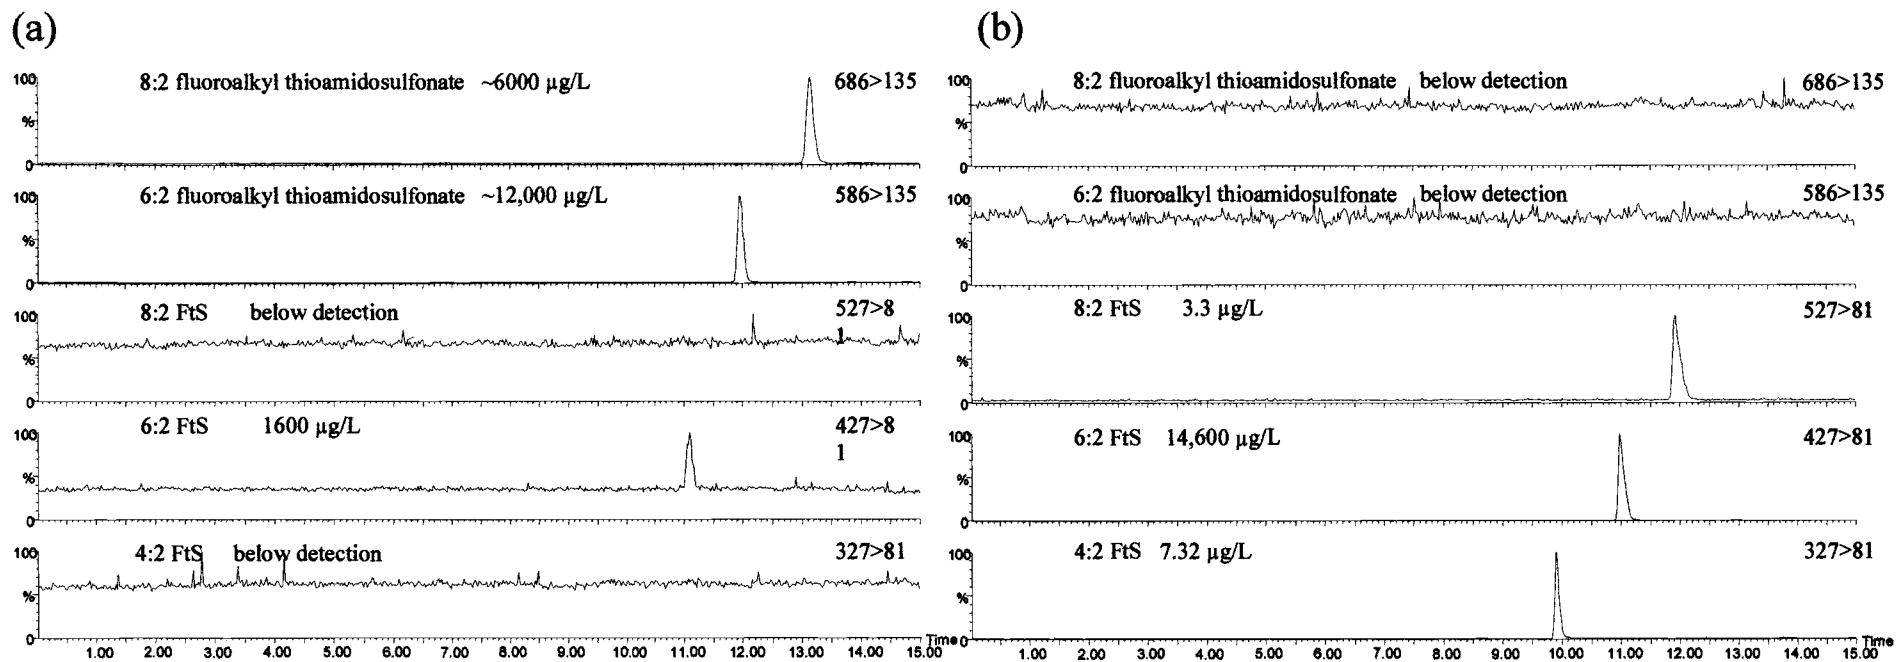 (a)
8:2 fluoroalkyl thioamidosulfonate ~6000 µg/L 686>135
100
%
0
6:2 fluoroalkyl thioamidosulfonate ~12,000 µg/L 586>135
100
%
0
8:2 FtS below detection 527>8
1
100
%
0
6:2 FtS 1600 µg/L 427>8
1
100
%
0
4:2 FtS below detection 327>81
100
%
0
Time
1.00 2.00 3.00 4.00 5.00 6.00 7.00 8.00 9.00 10.00 11.00 12.00 13.00 14.00 15.00
(b)
8:2 fluoroalkyl thioamidosulfonate below detection 686>135
100
%
0
6:2 fluoroalkyl thioamidosulfonate below detection 586>135
100
%
0
8:2 FtS 3.3 µg/L 527>81
100
%
0
6:2 FtS 14,600 µg/L 427>81
100
%
0
4:2 FtS 7.32 µg/L 327>81
100
%
0
Time
1.00 2.00 3.00 4.00 5.00 6.00 7.00 8.00 9.00 10.00 11.00 12.00 13.00 14.00 15.00